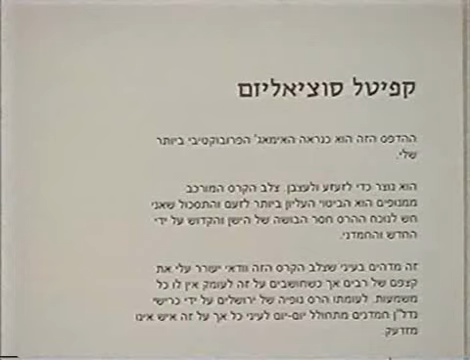 קפיטל סוציאליזם
ההדפס הזה הוא כנראה האימאג' הפרובוקטיבי ביותר
שלי.
הוא נוצר כדי לזעזע ולעצבן. צלב הקרס המורכב
ממנופים הוא הביטוי העליון ביותר לזעם והתסכול שאני
חש לנוכח ההרס חסר הבושה של הישן והקדוש על ידי
החדש והחמדני.
זה מדהים בעיני שצלב הקרס הזה וודאי יעורר עלי את
קצפם של רבים אך כשחושבים על זה לעומק אין לו כל
משמעות. לעומתו הרס נופיה של ירושלים על ידי כרישי
נדל"ן חמדנים מתחולל יום-יום לעיני כל אך על זה איש אינו
מזדעק.